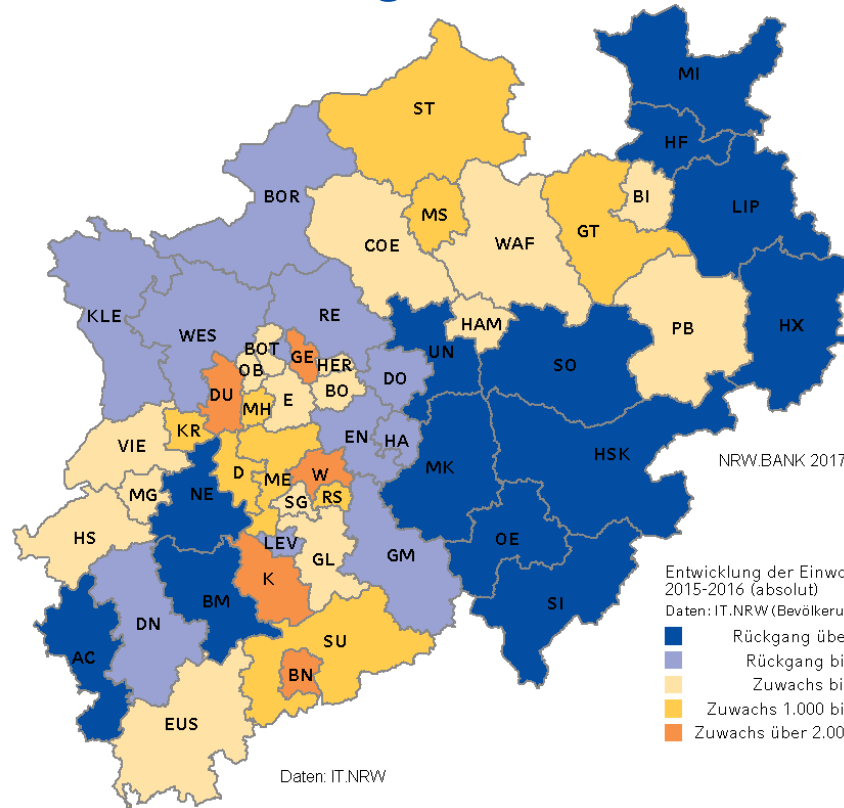 MI
ST
HF
BOR
BI
LIP
MS
GT
COE
WAF
KLE
RE
WES
HAM
PB
HX
BOT
GE
HER
UN
SO
OB
DU
DO
BO
E
MH
KR
VIE
EN
HA
HSK
D
MK
NRW.BANK 2017
ME
W
MG
NE
SG
RS
HS
LEV
OE
GL
GM
K
SI
BM
DN
SU
AC
BN
EUS
Entwicklung der Einwo
2015-2016 (absolut)
Daten: IT.NRW (Bevölkeru
Rückgang übe
Rückgang bi
Zuwachs bi
Zuwachs 1.000 bi
Zuwachs über 2.00
Daten: IT.NRW